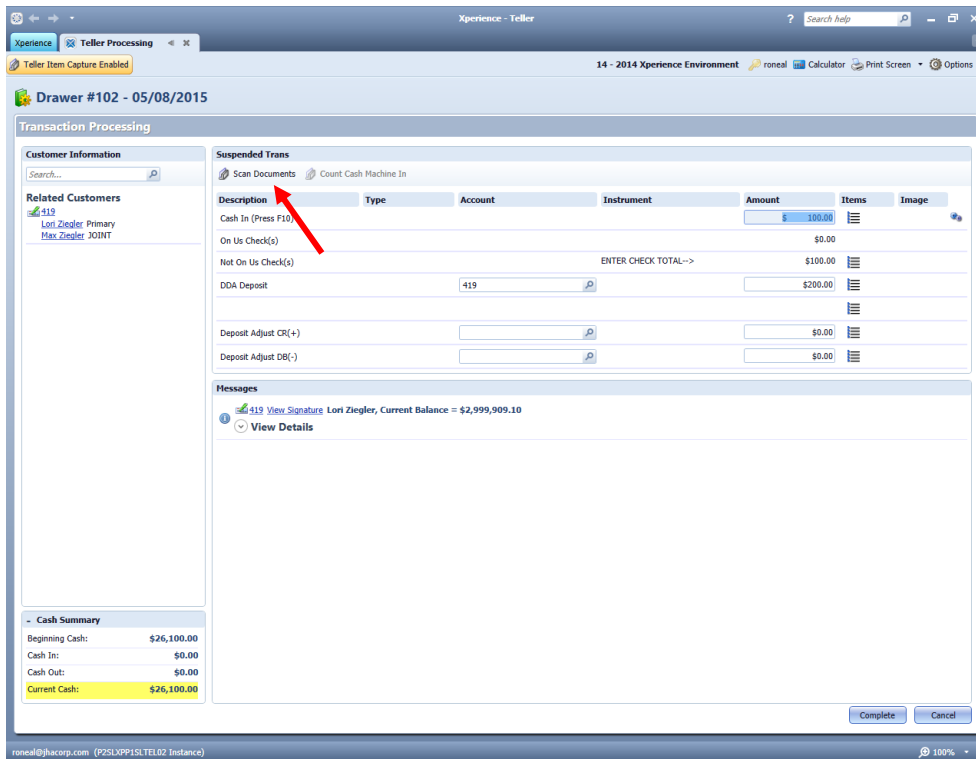 Xperience - Teller
? Search help
Xperience Teller Processing
Teller Item Capture Enabled
14 - 2014 Xperience Environment roneal Calculator Print Screen Options
Drawer #102 - 05/08/2015
Transaction Processing
Customer Information
Search...
Related Customers
419
Lori Ziegler Primary
Max Ziegler JOINT
Suspended Trans
Scan Documents Count Cash Machine In
Description Type Account Instrument Amount Items Image
Cash In (Press F10) $ 100.00
On Us Check(s) $0.00
Not On Us Check(s) ENTER CHECK TOTAL--> $100.00
DDA Deposit 419 $200.00
Deposit Adjust CR(+) $0.00
Deposit Adjust DB(-) $0.00
Messages
419 View Signature Lori Ziegler, Current Balance = $2,999,909.10
View Details
- Cash Summary
Beginning Cash: $26,100.00
Cash In: $0.00
Cash Out: $0.00
Current Cash: $26,100.00
Complete Cancel
roneal@jhacorp.com (P2SLXPP1SLTEL02 Instance) 100%